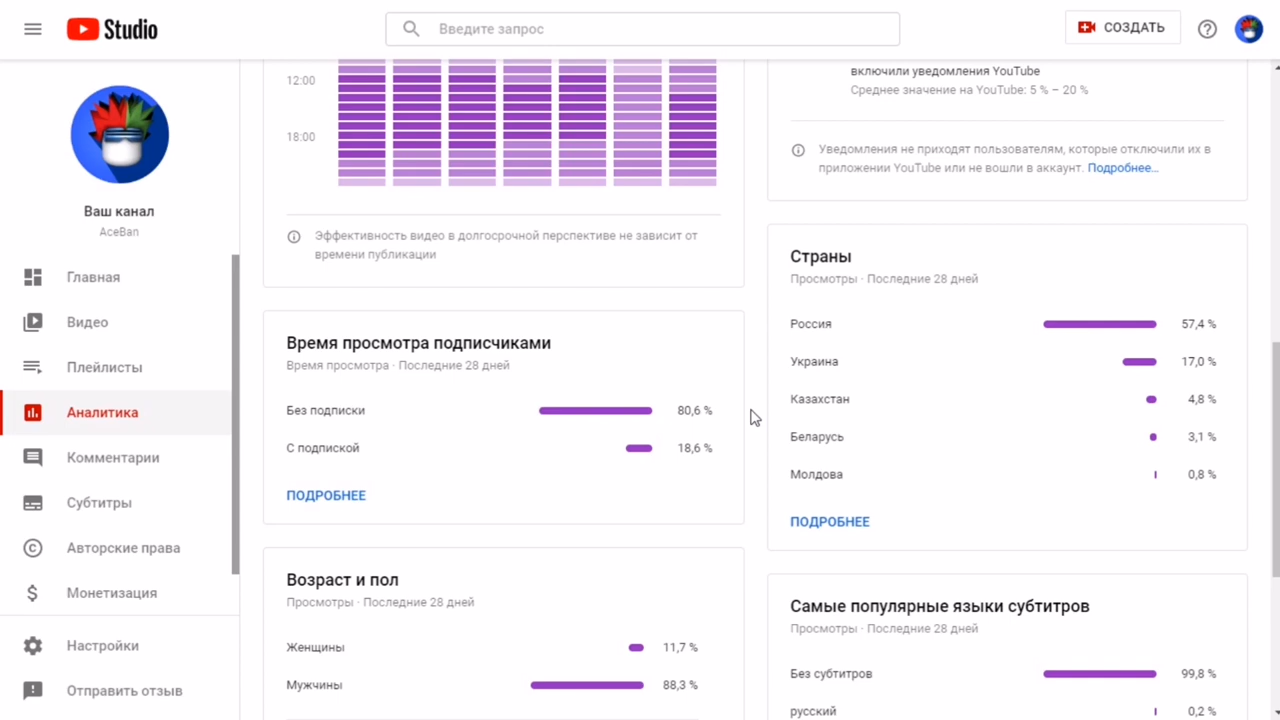 Studio
Введите запрос
СОЗДАТЬ
Ваш канал
AceBan
Главная
Видео
Плейлисты
Аналитика
Комментарии
Субтитры
Авторские права
Монетизация
Настройки
Отправить отзыв
12:00
18:00
Эффективность видео в долгосрочной перспективе не зависит от
времени публикации
Время просмотра подписчиками
Время просмотра · Последние 28 дней
Без подписки 80,6 %
С подпиской 18,6 %
ПОДРОБНЕЕ
Возраст и пол
Просмотры · Последние 28 дней
Женщины 11,7 %
Мужчины 88,3 %
включили уведомления YouTube
Среднее значение на YouTube: 5 % – 20 %
Уведомления не приходят пользователям, которые отключили их в
приложении YouTube или не вошли в аккаунт. Подробнее...
Страны
Просмотры · Последние 28 дней
Россия 57,4 %
Украина 17,0 %
Казахстан 4,8 %
Беларусь 3,1 %
Молдова 0,8 %
ПОДРОБНЕЕ
Самые популярные языки субтитров
Просмотры · Последние 28 дней
Без субтитров 99,8 %
русский 0,2 %